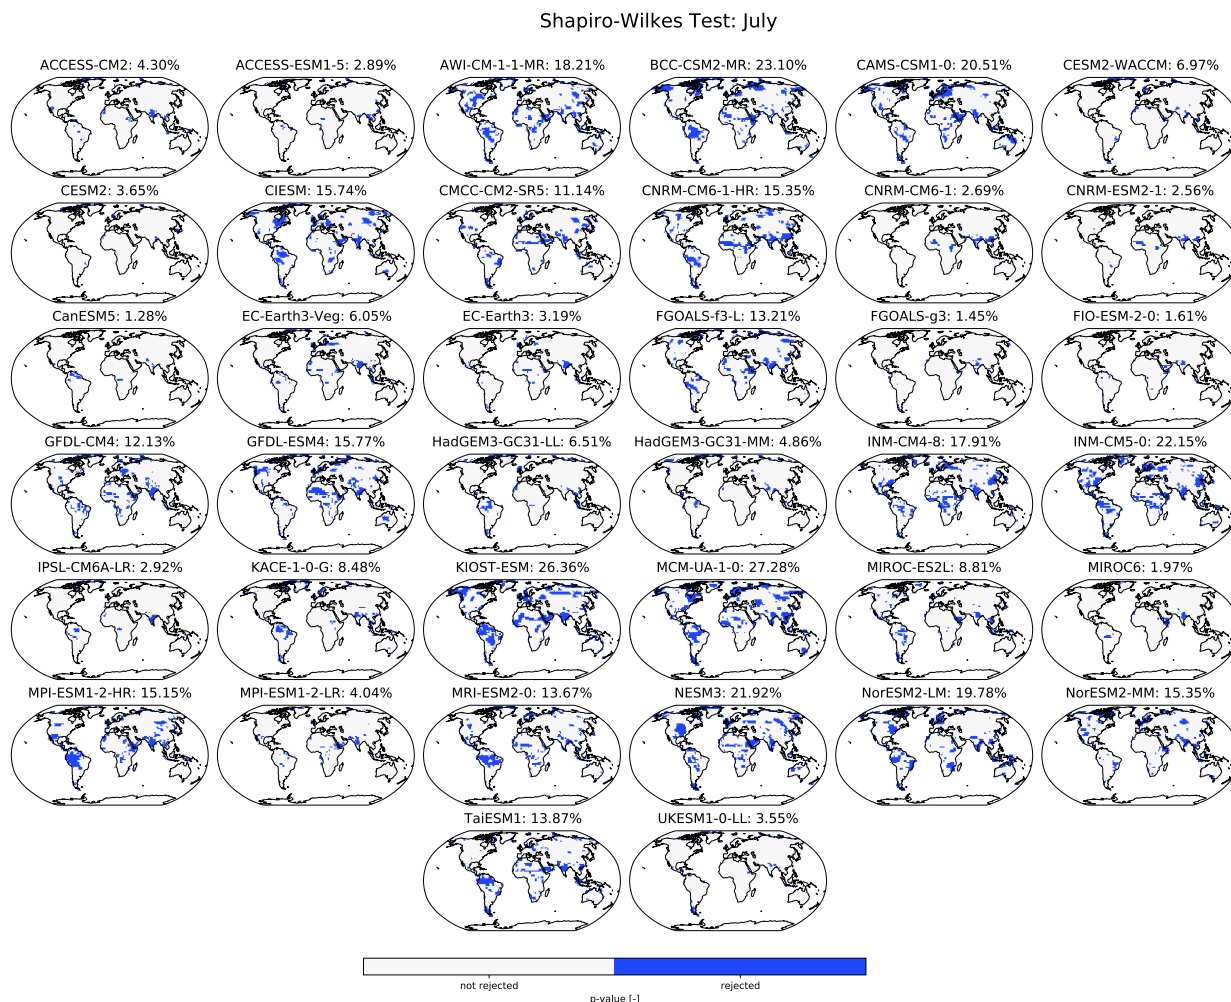 Shapiro-Wilkes Test: July
ACCESS-CM2: 4.30%
ACCESS-ESM1-5: 2.89%
AWI-CM-1-1-MR: 18.21%
BCC-CSM2-MR: 23.10%
CAMS-CSM1-0: 20.51%
CESM2-WACCM: 6.97%
CESM2: 3.65%
CIESM: 15.74%
CMCC-CM2-SR5: 11.14%
CNRM-CM6-1-HR: 15.35%
CNRM-CM6-1: 2.69%
CNRM-ESM2-1: 2.56%
CanESM5: 1.28%
EC-Earth3-Veg: 6.05%
EC-Earth3: 3.19%
FGOALS-f3-L: 13.21%
FGOALS-g3: 1.45%
FIO-ESM-2-0: 1.61%
GFDL-CM4: 12.13%
GFDL-ESM4: 15.77%
HadGEM3-GC31-LL: 6.51%
HadGEM3-GC31-MM: 4.86%
INM-CM4-8: 17.91%
INM-CM5-0: 22.15%
IPSL-CM6A-LR: 2.92%
KACE-1-0-G: 8.48%
KIOST-ESM: 26.36%
MCM-UA-1-0: 27.28%
MIROC-ES2L: 8.81%
MIROC6: 1.97%
MPI-ESM1-2-HR: 15.15%
MPI-ESM1-2-LR: 4.04%
MRI-ESM2-0: 13.67%
NESM3: 21.92%
NorESM2-LM: 19.78%
NorESM2-MM: 15.35%
TaiESM1: 13.87%
UKESM1-0-LL: 3.55%
not rejected
rejected
p-value [-]